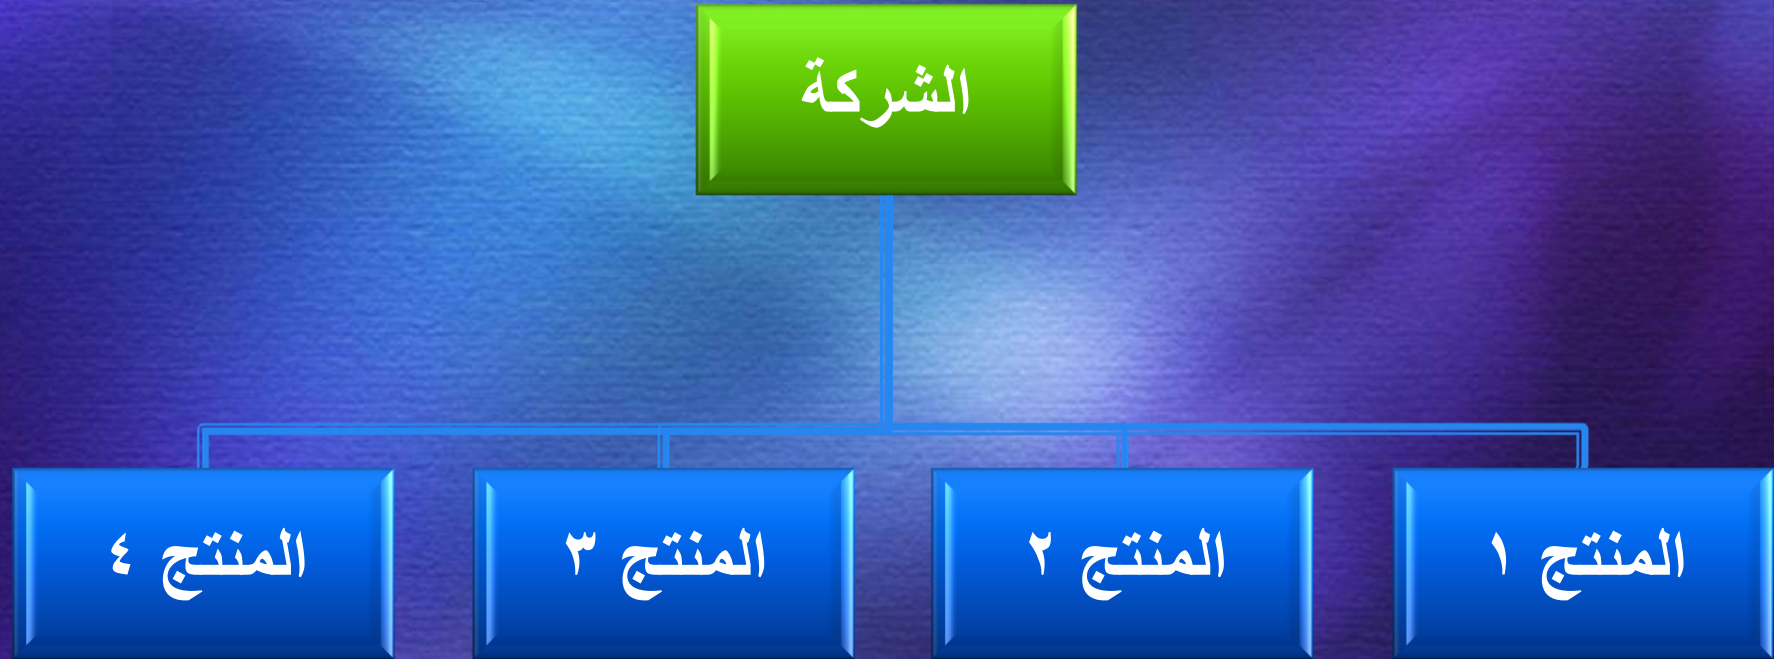 الشركة
المنتج ١
المنتج ٢
المنتج ٣
المنتج ٤